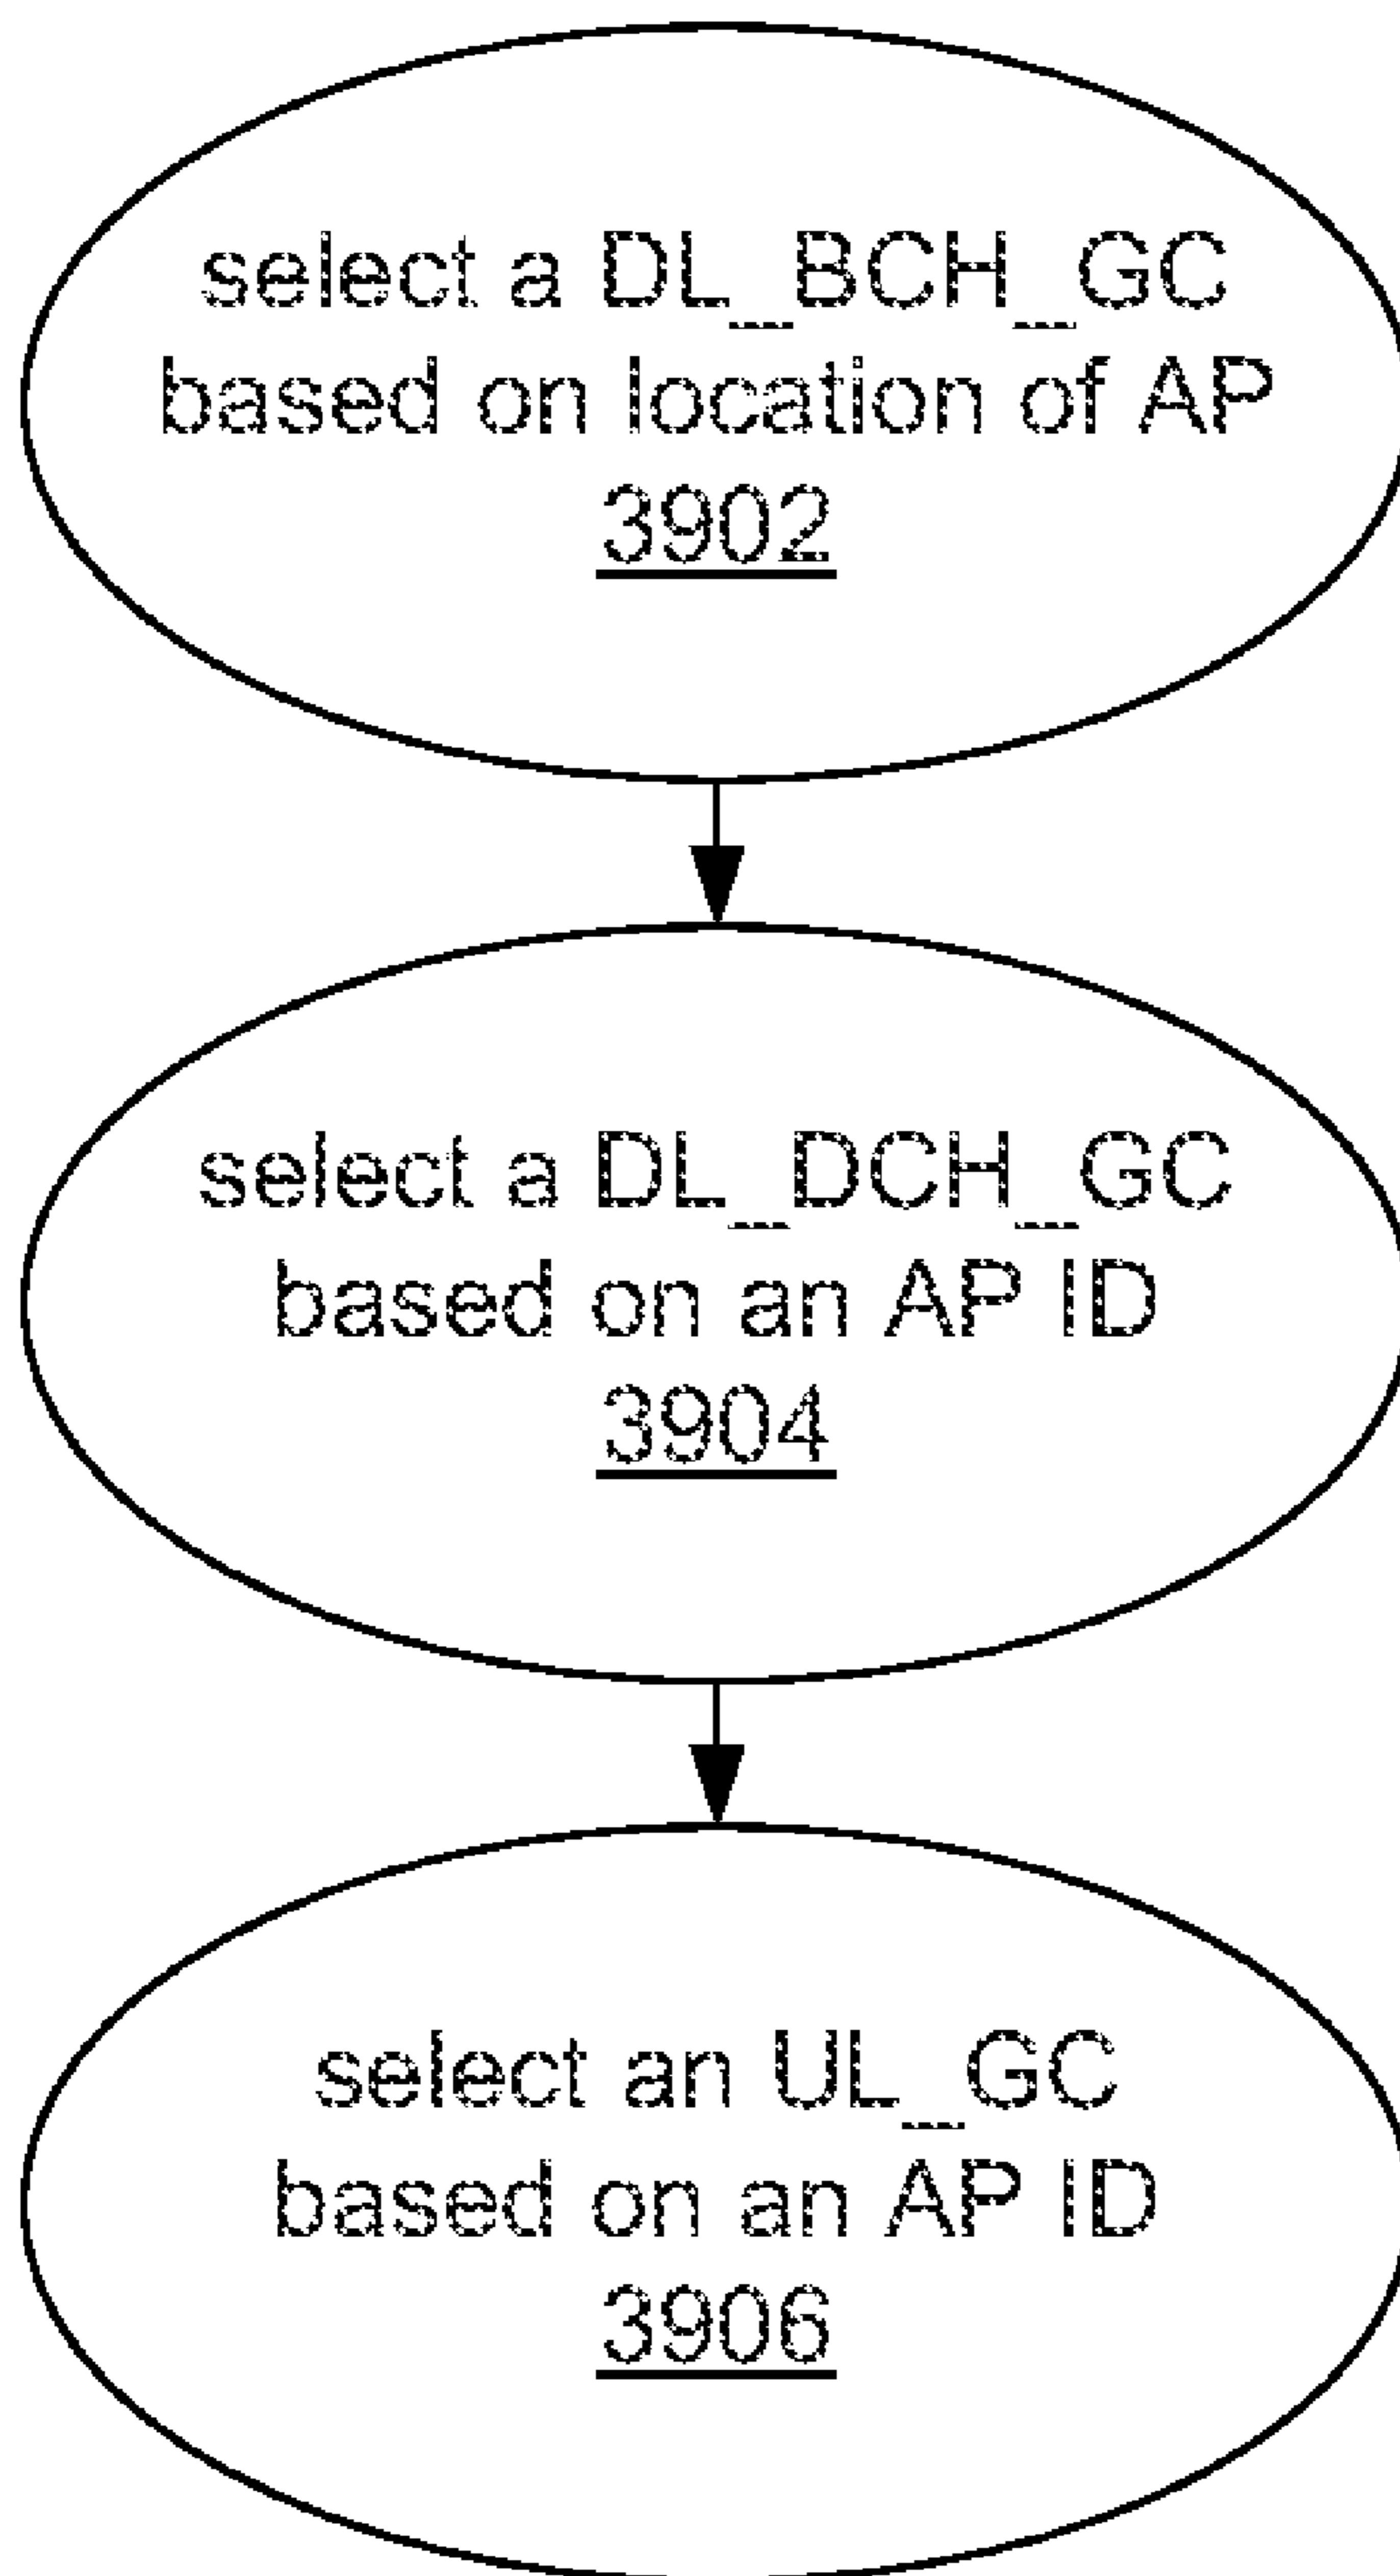 select a DL_BCH_GC
based on location of AP
3902
select a DL_DCH_GC
based on an AP ID
3904
select an UL_GC
based on an AP ID
3906